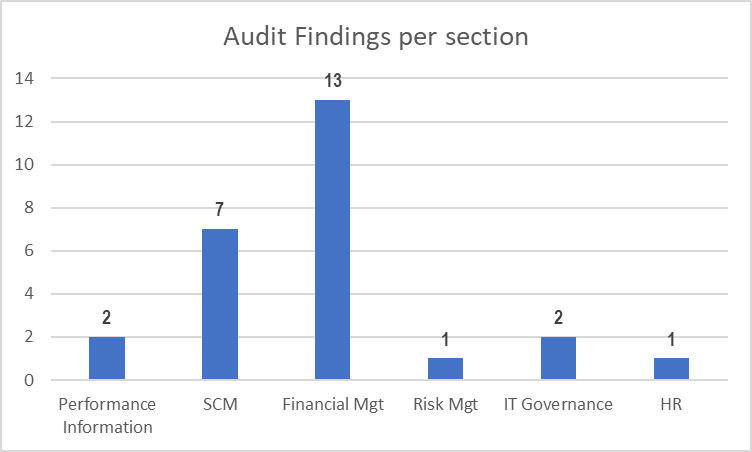 Audit Findings per section
14
12
10
8
6
4
2
0
2
7
13
1
2
1
Performance
Information
SCM
Financial Mgt
Risk Mgt
IT Governance
HR